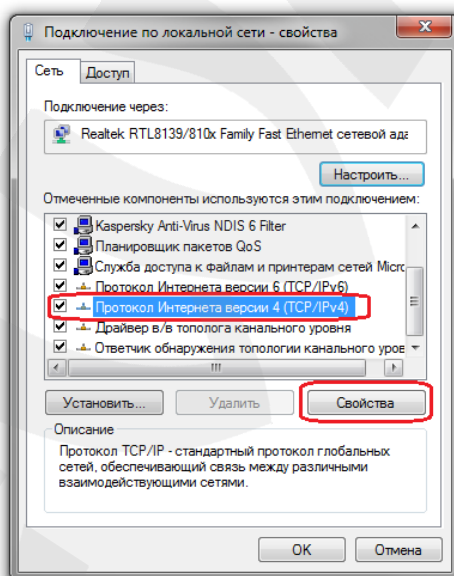 Подключение по локальной сети - свойства
Сеть Доступ
Подключение через:
Realtek RTL8139/810x Family Fast Ethernet сетевой ада
Настроить...
Отмеченные компоненты используются этим подключением:
Kaspersky Anti-Virus NDIS 6 Filter
Планировщик пакетов QoS
Служба доступа к файлам и принтерам сетей Micrc
Протокол Интернета версии 6 (TCP/IPv6)
Протокол Интернета версии 4 (TCP/IPv4)
Драйвер в/в тополога канального уровня
Ответчик обнаружения топологии канального уров
Установить... Удалить Свойства
Описание
Протокол TCP/IP - стандартный протокол глобальных
сетей, обеспечивающий связь между различными
взаимодействующими сетями.
OK Отмена